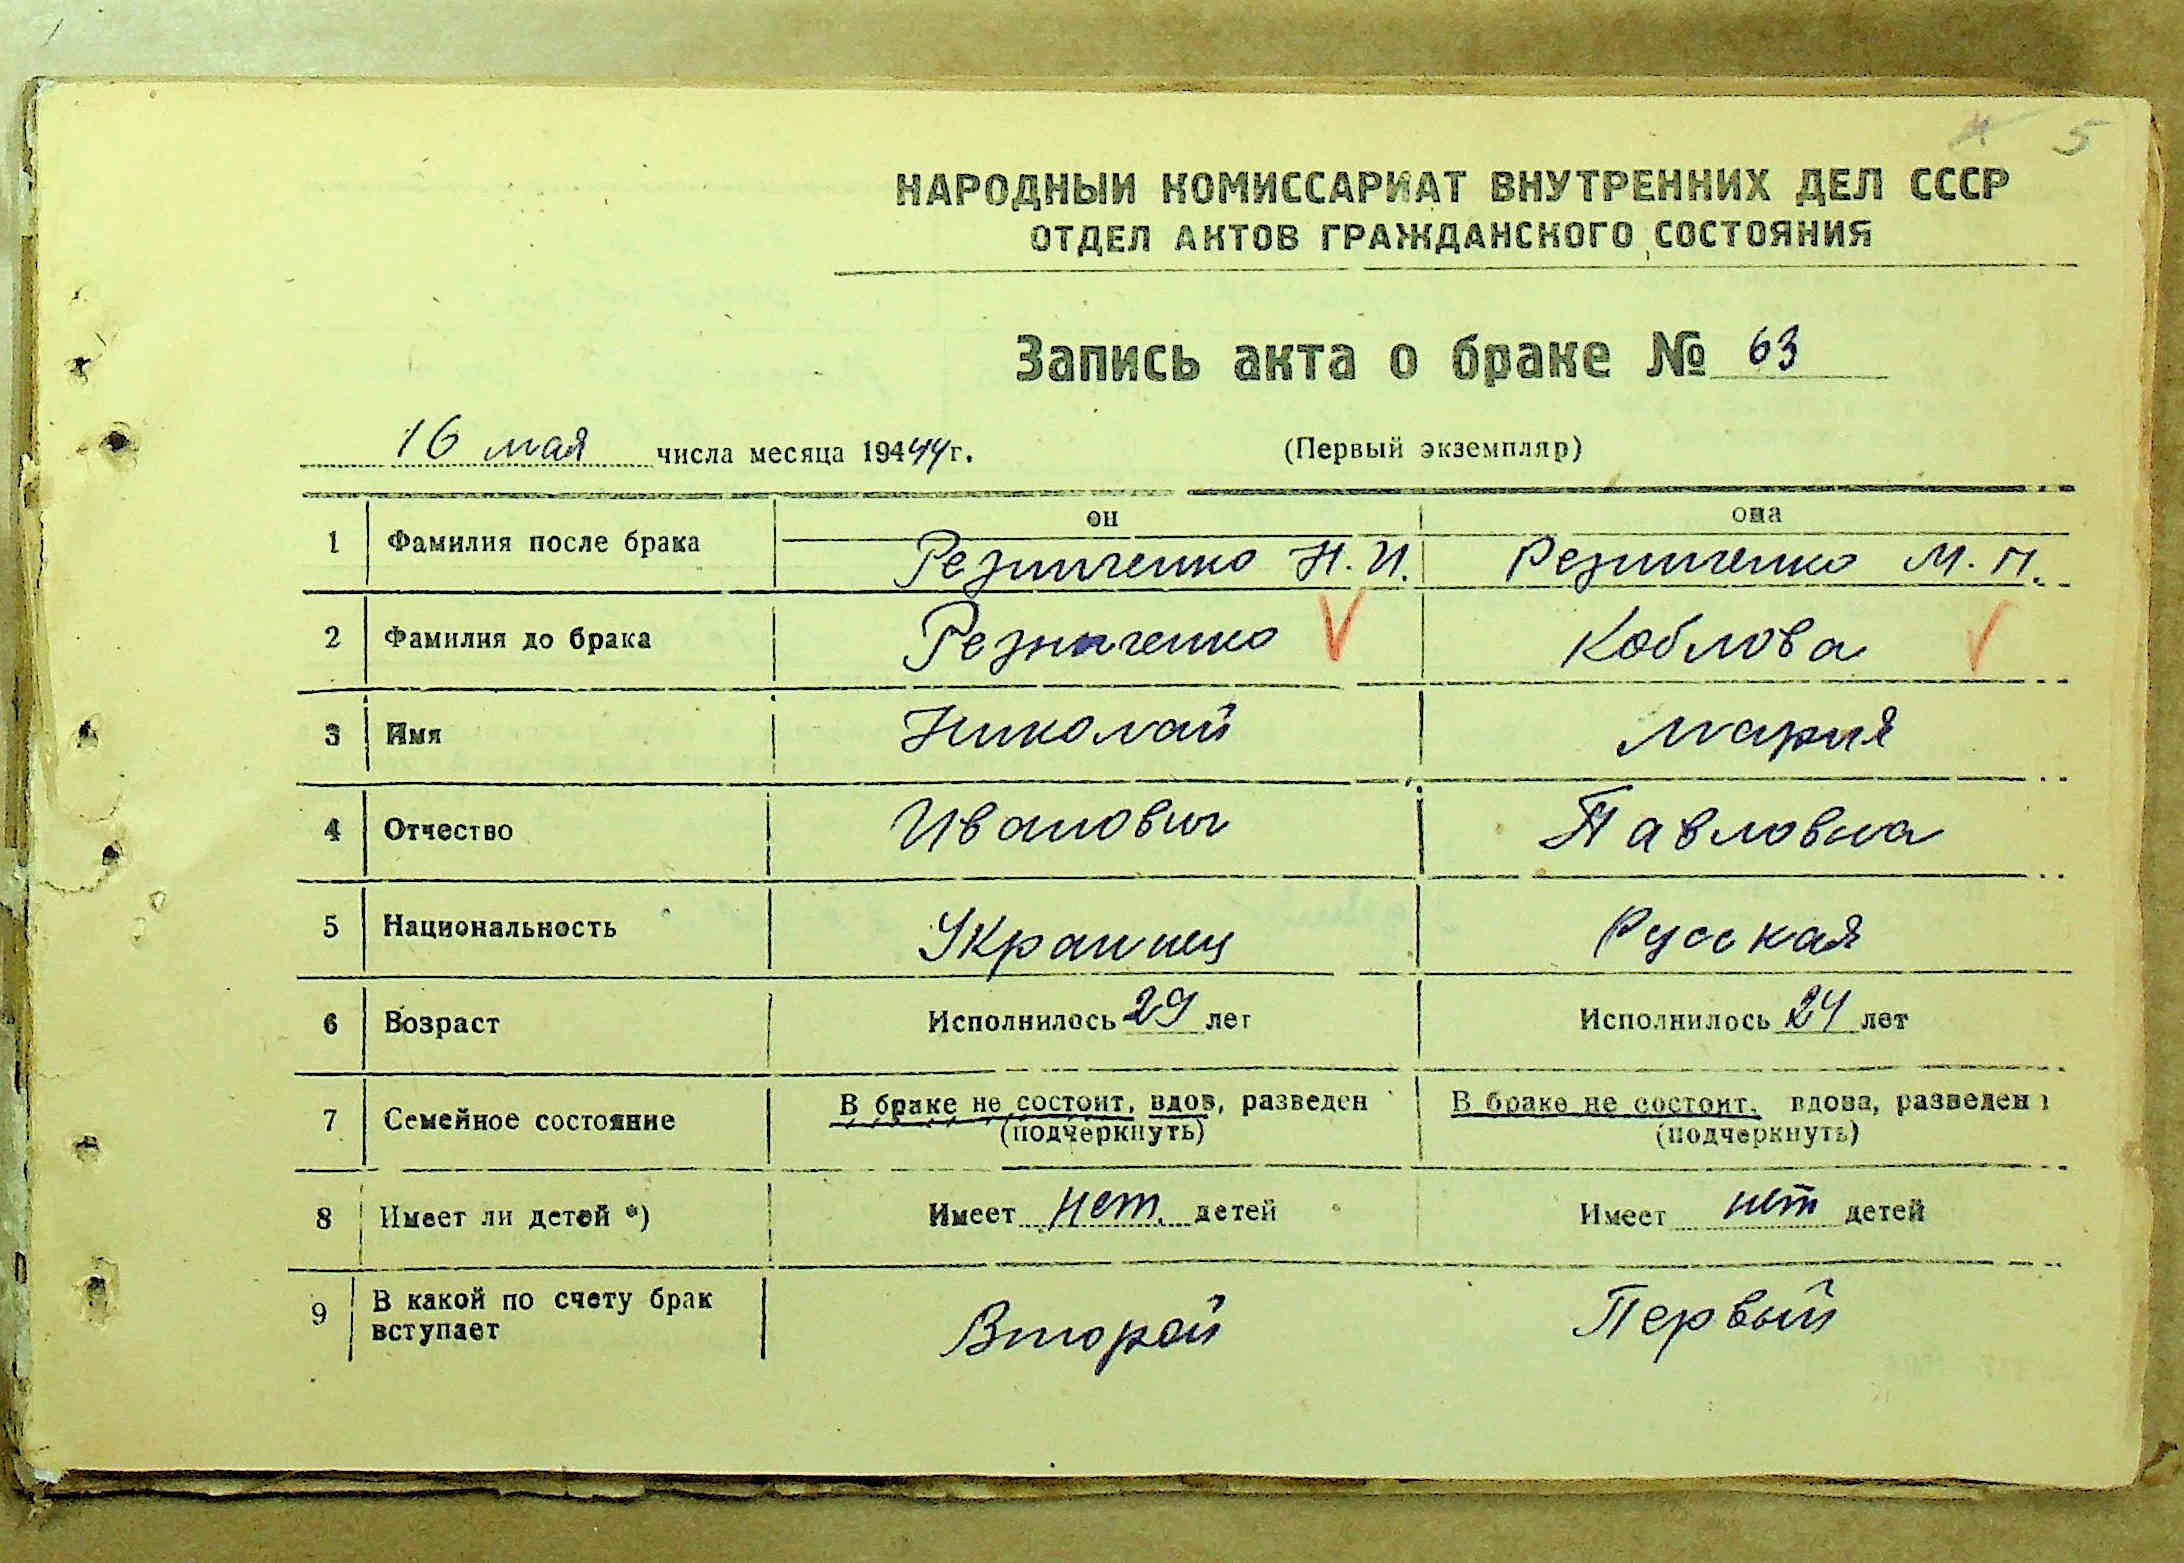 5
НАРОДНЫЙ КОМИССАРИАТ ВНУТРЕННИХ ДЕЛ СССР
ОТДЕЛ АКТОВ ГРАЖДАНСКОГО СОСТОЯНИЯ
Запись акта о браке № 63
16 мая числа месяца 19444г. (Первый экземпляр)
он она
1 Фамилия после брака Резниченко Н.И. Резниченко М.П.
2 Фамилия до брака Резниченко Коблова
3 Имя Николай Мария
4 Отчество Иванович Павловна
5 Национальность Украинец Русская
6 Возраст Исполнилось 29 лет Исполнилось 24 лет
7 Семейное состояние В браке не состоит, вдов, разведен В браке не состоит, вдова, разведен
(подчеркнуть) (подчеркнуть)
8 Имеет ли детей *) Имеет нет детей Имеет нет детей
9 В какой по счету брак
вступает Второй Первый